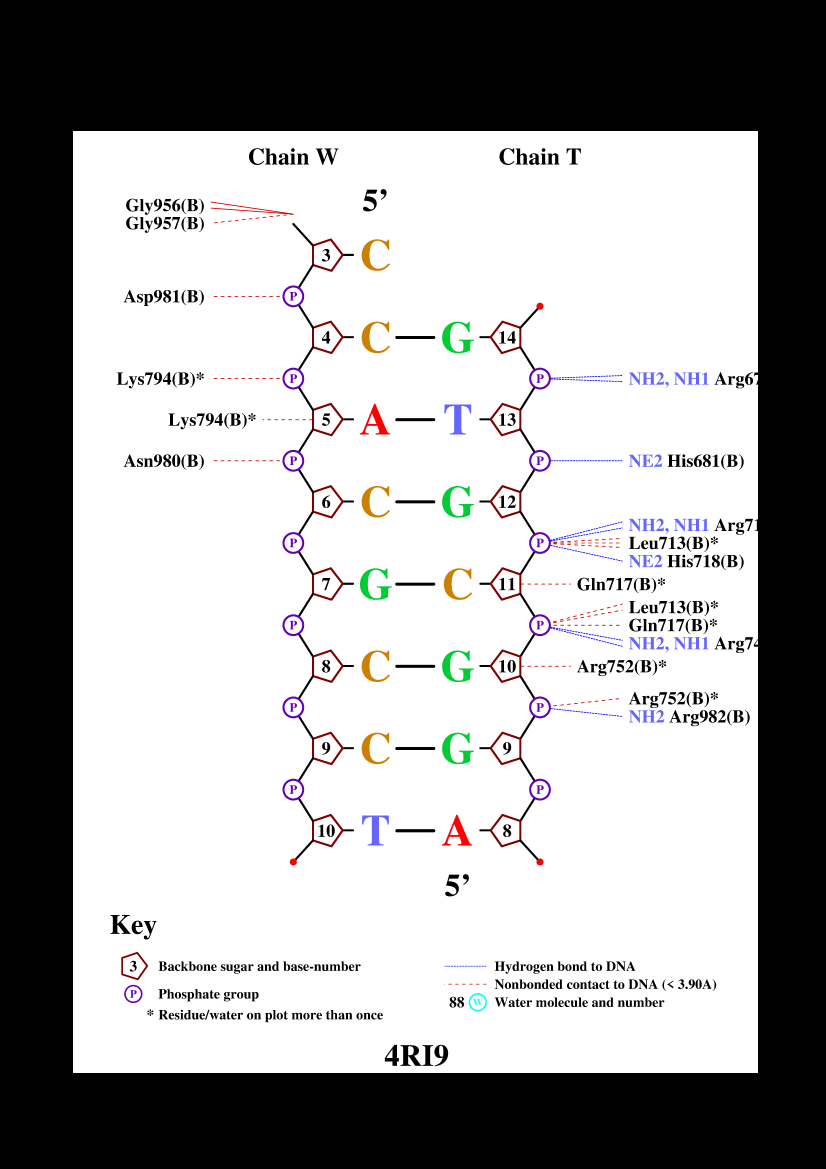 Chain W Chain T
5’
Gly956(B)
Gly957(B)
3 C
Asp981(B) P
4 C G 14
Lys794(B)* P P NH2, NH1 Arg67
Lys794(B)* 5 A T 13
Asn980(B) P P NE2 His681(B)
6 C G 12
NH2, NH1 Arg71
P P Leu713(B)*
NE2 His718(B)
7 G C 11 Gln717(B)*
Leu713(B)*
P P Gln717(B)*
NH2, NH1 Arg74
8 C G 10 Arg752(B)*
Arg752(B)*
P P NH2 Arg982(B)
9 C G 9
P P
10 T A 8
5’
Key
3 Backbone sugar and base-number
P Phosphate group
* Residue/water on plot more than once
Hydrogen bond to DNA
Nonbonded contact to DNA (< 3.90A)
88 W Water molecule and number
4RI9